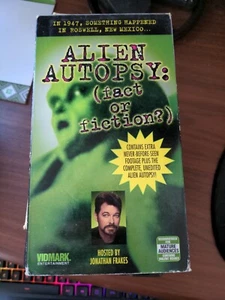 IN 1947, SOMETHING HAPPENED
IN ROSWELL, NEW MEXICO...
ALIEN
AUTOPSY:
(fact
or
fiction?)
CONTAINS EXTRA
NEVER-BEFORE-SEEN
FOOTAGE PLUS THE
COMPLETE, UNEDITED
ALIEN AUTOPSY!
HOSTED BY
JONATHAN FRAKES
VIDMARK
ENTERTAINMENT
MATURE
AUDIENCES